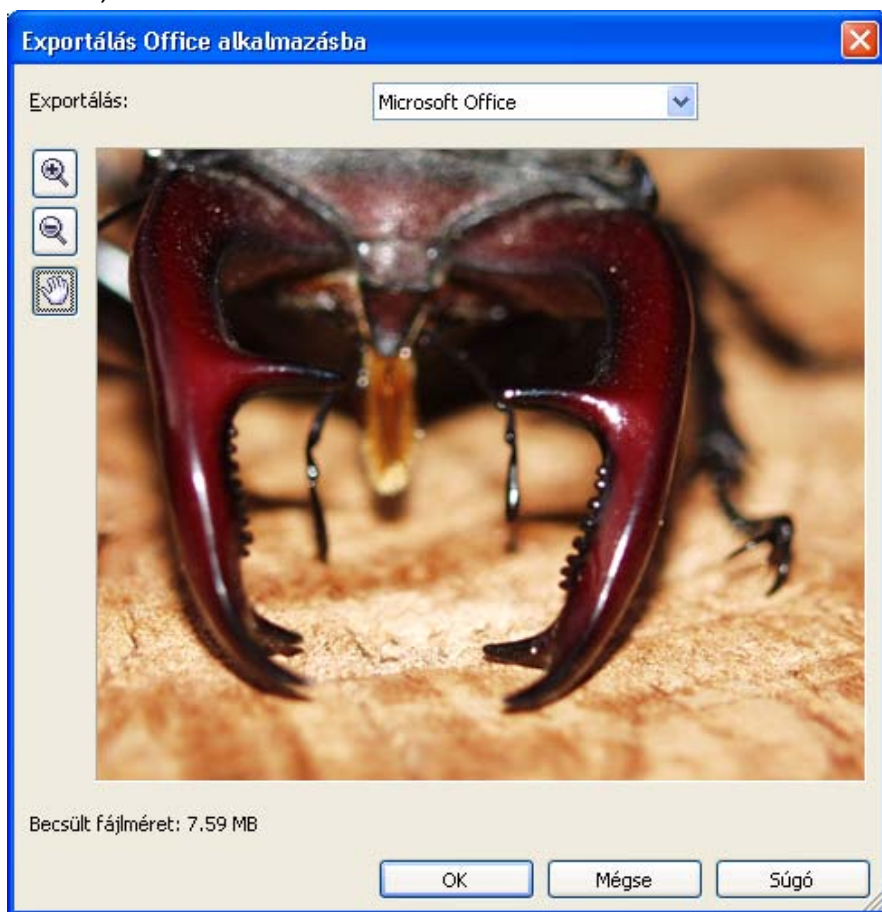 Exportálás Office alkalmazásba
Exportálás: Microsoft Office
Becsült fájlméret: 7.59 MB
OK Mégse Súgó